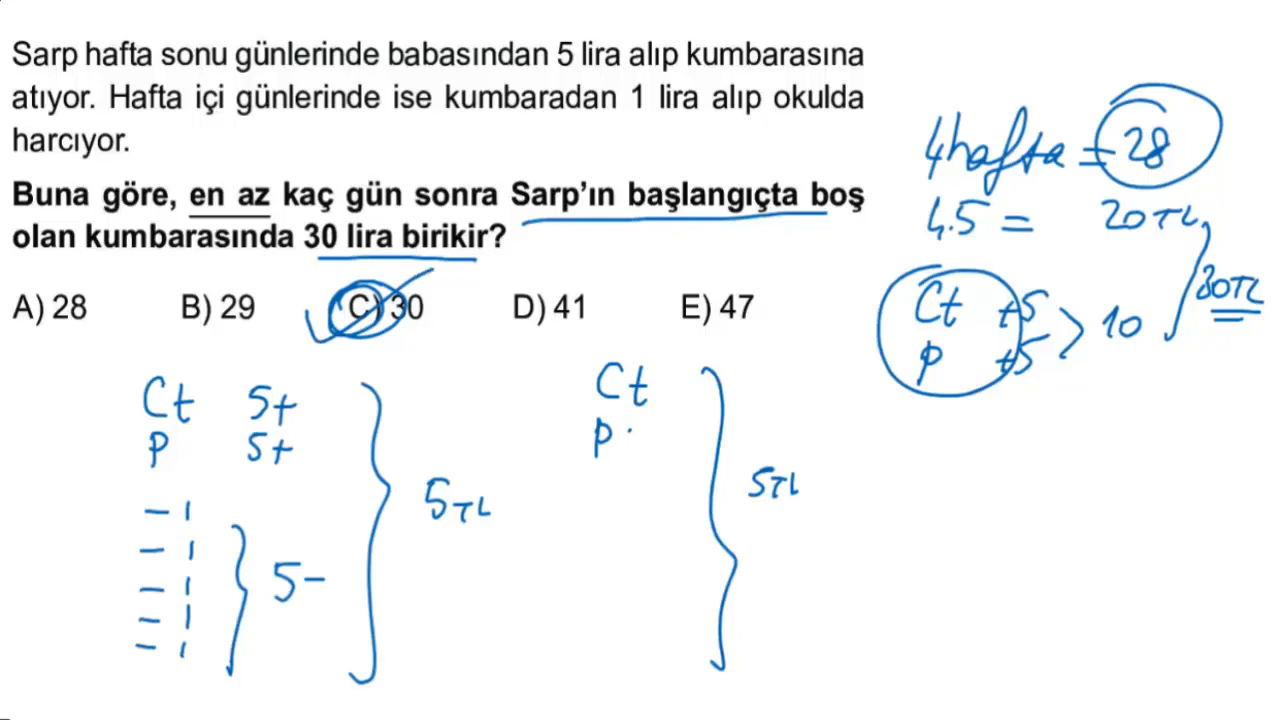 Sarp hafta sonu günlerinde babasından 5 lira alıp kumbarasına
atıyor. Hafta içi günlerinde ise kumbaradan 1 lira alıp okulda
harcıyor.
Buna göre, en az kaç gün sonra Sarp'ın başlangıçta boş
olan kumbarasında 30 lira birikir?
A) 28 B) 29 C) 30 D) 41 E) 47
4hafta = 28
4.5 = 20TL
Ct +5
P +5 > 10
30TL
Ct 5+
P 5+
- 1
- 1
- 1
- 1
- 1
5-
5TL
Ct
P
5TL